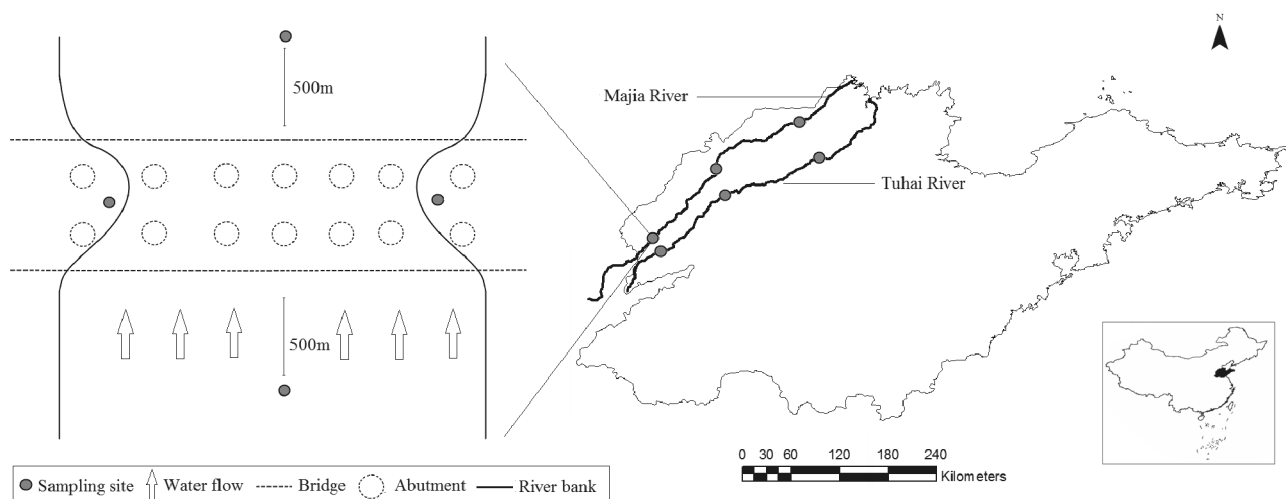 500m
500m
Sampling site
Water flow
Bridge
Abutment
River bank
N
Majia River
Tuhai River
0 30 60 120 180 240
Kilometers